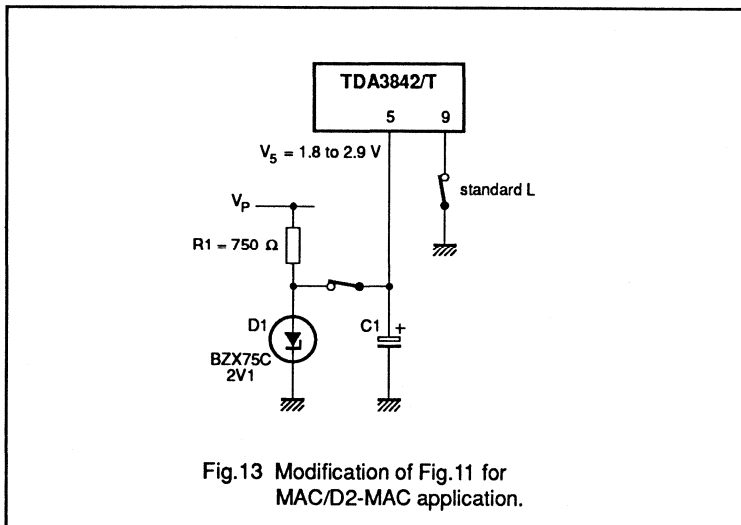 TDA3842/T
5 9
V5 = 1.8 to 2.9 V
standard L
VP
R1 = 750 Ω
D1
C1 +
BZX75C
2V1
Fig.13 Modification of Fig.11 for
MAC/D2-MAC application.